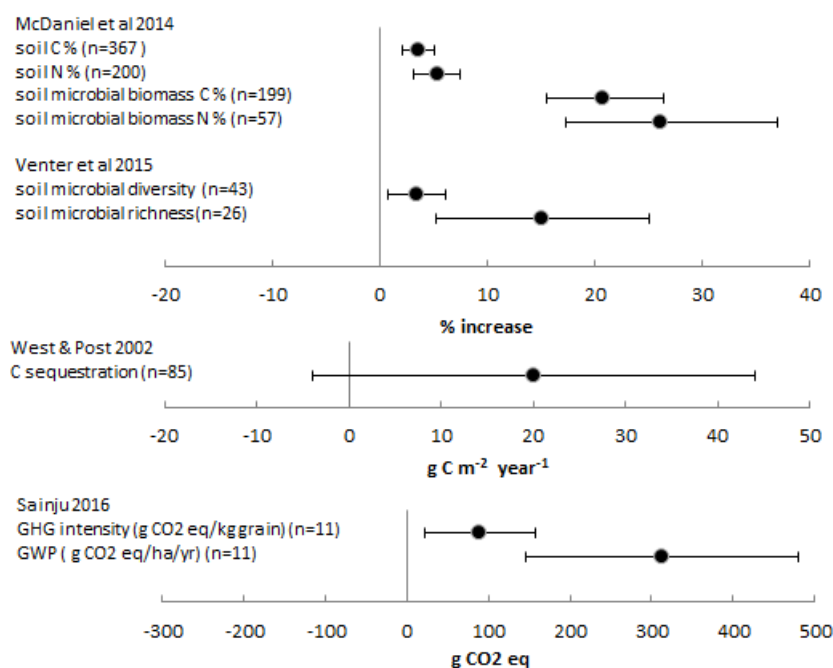 McDaniel et al 2014
soil C % (n=367 )
soil N % (n=200)
soil microbial biomass C % (n=199)
soil microbial biomass N % (n=57)
Venter et al 2015
soil microbial diversity (n=43)
soil microbial richness(n=26)
-20 -10 0 10 20 30 40
% increase
West & Post 2002
C sequestration (n=85)
-20 -10 0 10 20 30 40 50
g C m⁻² year⁻¹
Sainju 2016
GHG intensity (g CO2 eq/kg grain) (n=11)
GWP ( g CO2 eq/ha/yr) (n=11)
-300 -200 -100 0 100 200 300 400 500
g CO2 eq